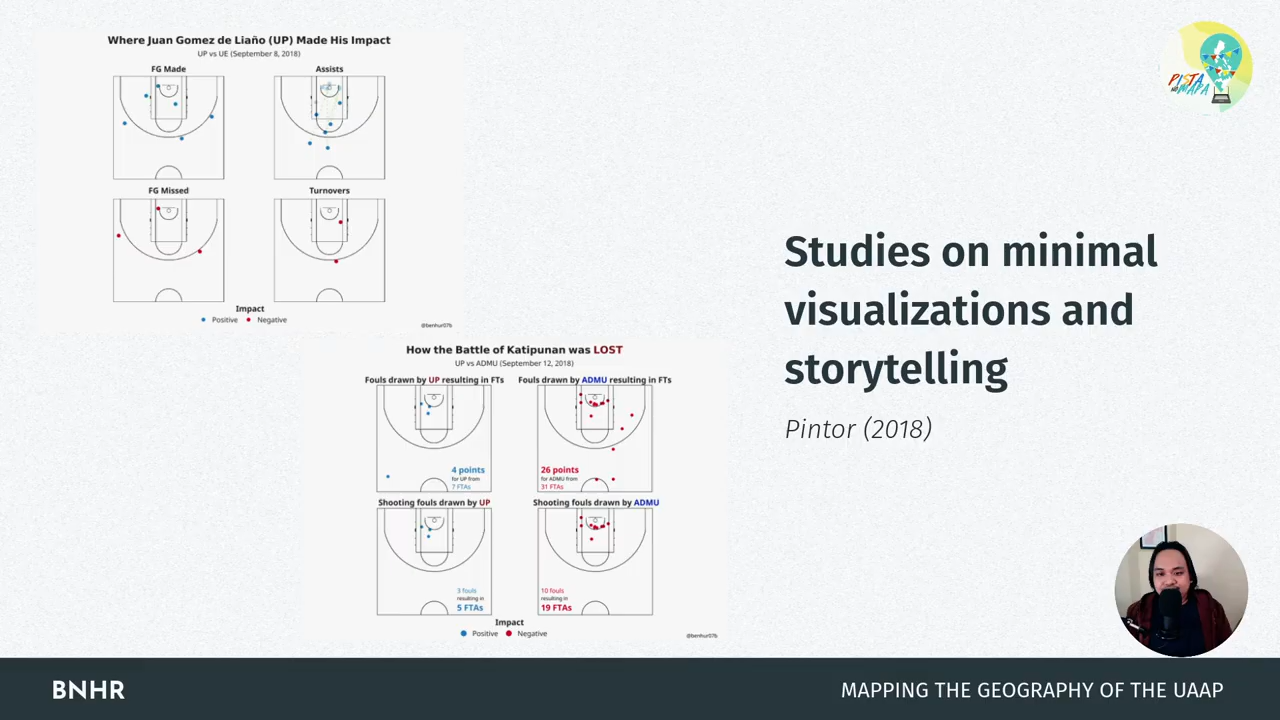 Where Juan Gomez de Liaño (UP) Made His Impact
UP vs UE (September 8, 2018)
FG Made
Assists
FG Missed
Turnovers
Impact
Positive
Negative
@benhur07b
How the Battle of Katipunan was LOST
UP vs ADMU (September 12, 2018)
Fouls drawn by UP resulting in FTs
Fouls drawn by ADMU resulting in FTs
4 points
for UP from
7 FTAs
26 points
for ADMU from
31 FTAs
Shooting fouls drawn by UP
Shooting fouls drawn by ADMU
3 fouls
resulting in
5 FTAs
10 fouls
resulting in
19 FTAs
Impact
Positive
Negative
@benhur07b
PISTA
NG
MAPA
Studies on minimal
visualizations and
storytelling
Pintor (2018)
BNHR
MAPPING THE GEOGRAPHY OF THE UAAP